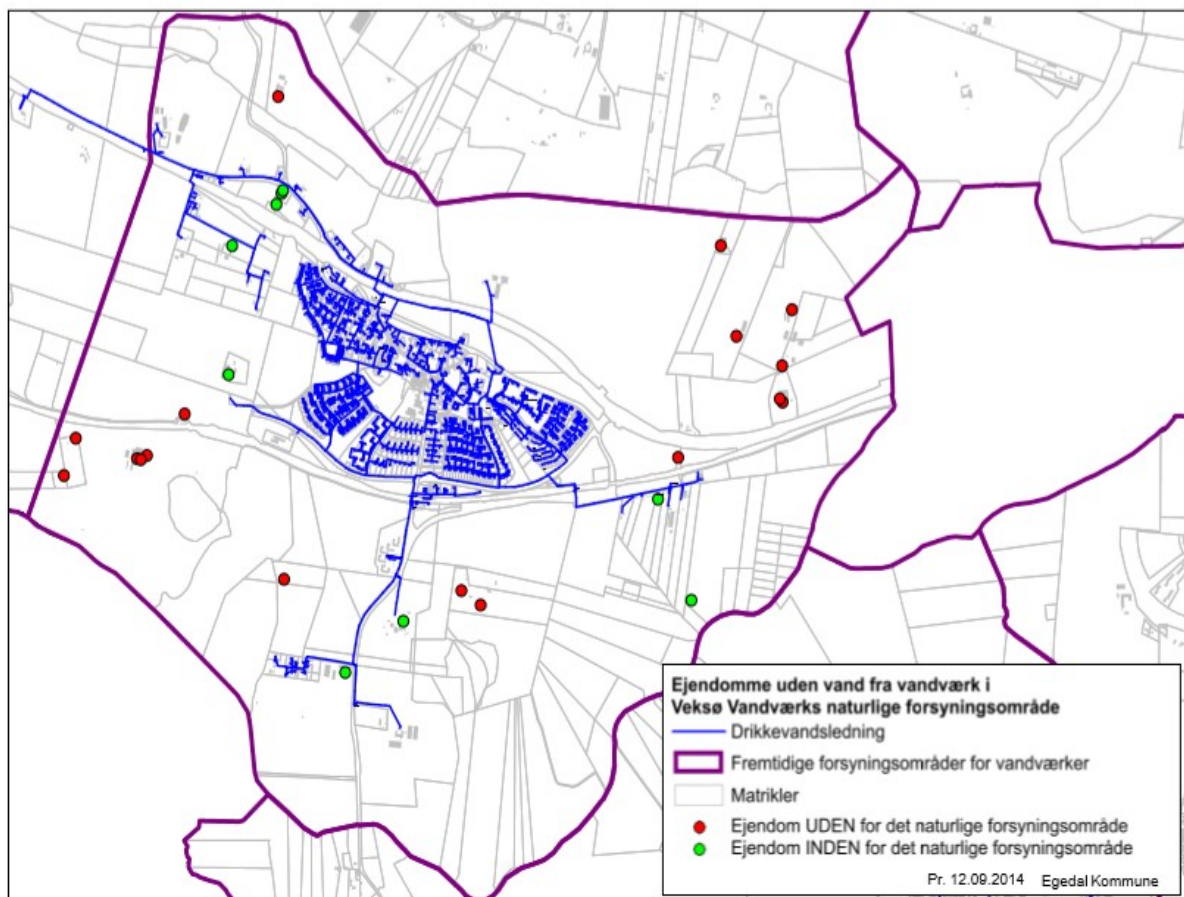 Ejendomme uden vand fra vandværk i
Veksø Vandværks naturlige forsyningsområde
Drikkevandsledning
Fremtidige forsyningsområder for vandværker
Matrikler
Ejendom UDEN for det naturlige forsyningsområde
Ejendom INDEN for det naturlige forsyningsområde
Pr. 12.09.2014 Egedal Kommune